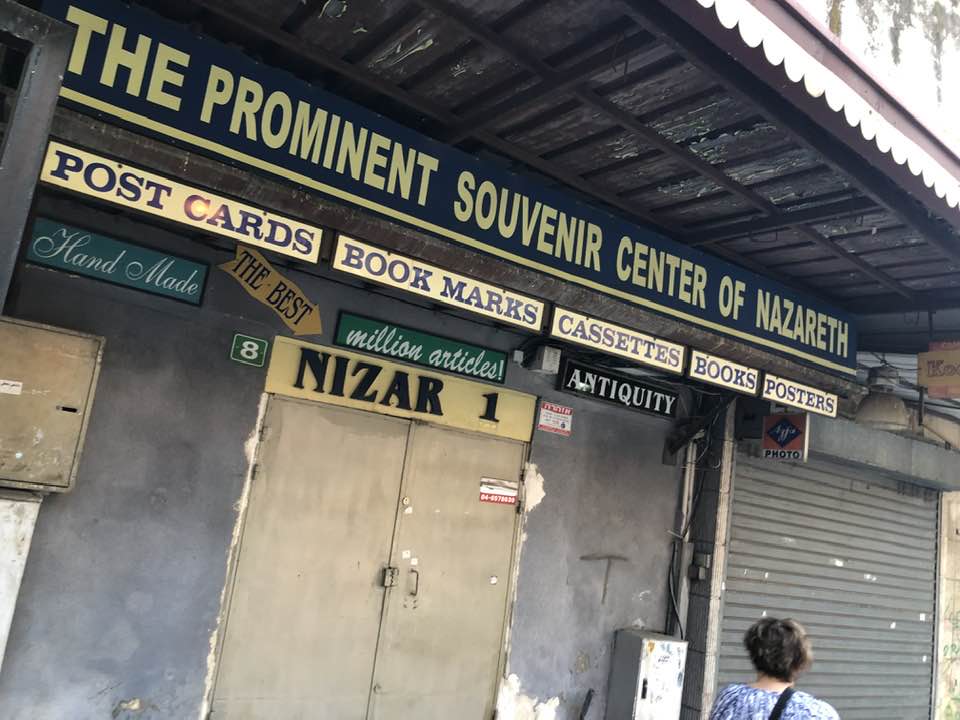 THE PROMINENT SOUVENIR CENTER OF NAZARETH
POST CARDS
BOOK MARKS
CASSETTES
BOOKS
POSTERS
Hand Made
THE BEST
million articles!
ANTIQUITY
8
NIZAR 1
Agfa
PHOTO